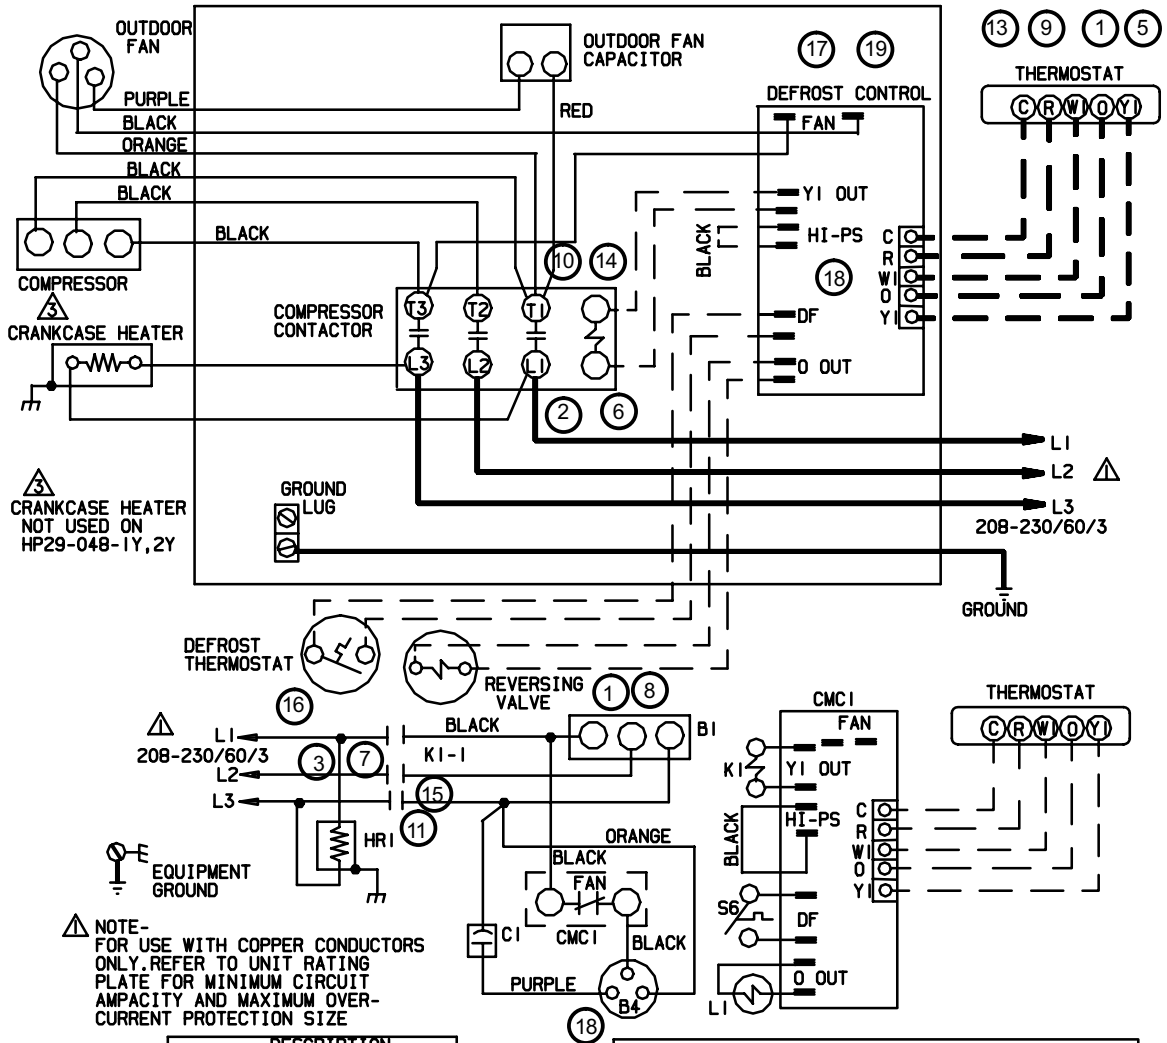 OUTDOOR
FAN
OUTDOOR FAN
CAPACITOR
17
19
13
9
1
5
THERMOSTAT
C R W1 O Y1
DEFROST CONTROL
FAN
PURPLE
BLACK
ORANGE
BLACK
BLACK
BLACK
RED
Y1 OUT
BLACK
HI-PS
18
DF
O OUT
C
R
W1
O
Y1
COMPRESSOR
3
CRANKCASE HEATER
COMPRESSOR
CONTACTOR
10
14
T3 T2 T1
L3 L2 L1
2
6
L1
L2
1
L3
208-230/60/3
3
CRANKCASE HEATER
NOT USED ON
HP29-048-1Y,2Y
GROUND
LUG
GROUND
DEFROST
THERMOSTAT
REVERSING
VALVE
16
1
8
1
L1
208-230/60/3
L2
L3
3
7
15
11
BLACK
K1-1
B1
HR1
EQUIPMENT
GROUND
ORANGE
BLACK
FAN
CMC1
BLACK
C1
PURPLE
B4
18
CMC1
FAN
K1
Y1 OUT
BLACK
HI-PS
S6
DF
O OUT
L1
C
R
W1
O
Y1
THERMOSTAT
C R W1 O Y1
1 NOTE-
FOR USE WITH COPPER CONDUCTORS
ONLY.REFER TO UNIT RATING
PLATE FOR MINIMUM CIRCUIT
AMPACITY AND MAXIMUM OVER-
CURRENT PROTECTION SIZE
DESCRIPTION